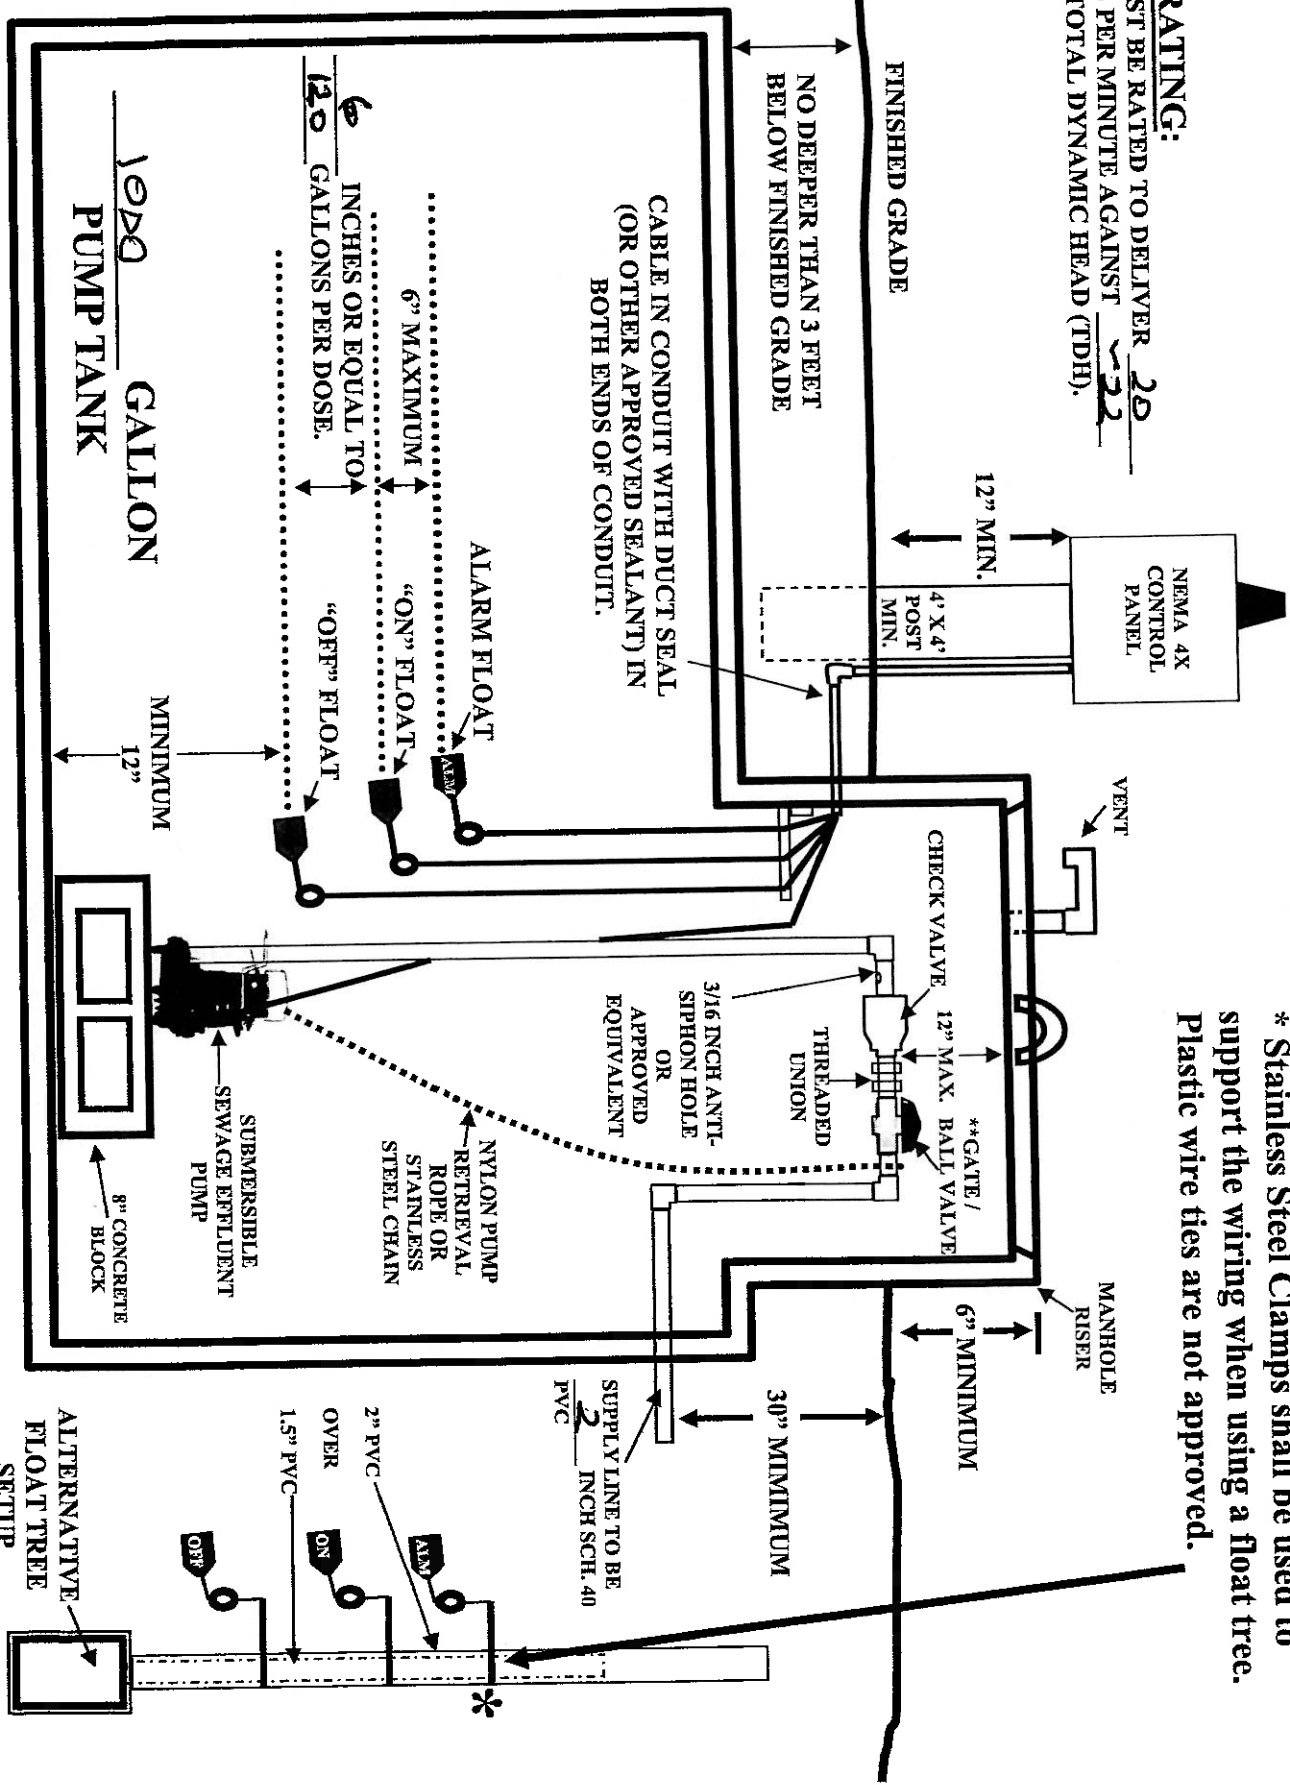 RATING:
ST BE RATED TO DELIVER 20
PER MINUTE AGAINST ~22
TOTAL DYNAMIC HEAD (TDH).
* Stainless Steel Clamps shall be used to
support the wiring when using a float tree.
Plastic wire ties are not approved.
NEMA 4X
CONTROL
PANEL
12” MIN.
4’ X 4’
POST
MIN.
VENT
FINISHED GRADE
NO DEEPER THAN 3 FEET
BELOW FINISHED GRADE
CABLE IN CONDUIT WITH DUCT SEAL
(OR OTHER APPROVED SEALANT) IN
BOTH ENDS OF CONDUIT.
MANHOLE
RISER
6” MINIMUM
30” MIMIMUM
CHECK VALVE
12” MAX.
**GATE /
BALL VALVE
THREADED
UNION
3/16 INCH ANTI-
SIPHON HOLE
OR
APPROVED
EQUIVALENT
SUPPLY LINE TO BE
2 INCH SCH. 40
PVC
ALARM FLOAT
ALM
6” MAXIMUM
“ON” FLOAT
6 INCHES OR EQUAL TO
120 GALLONS PER DOSE.
“OFF” FLOAT
NYLON PUMP
RETRIEVAL
ROPE OR
STAINLESS
STEEL CHAIN
MINIMUM
12”
SUBMERSIBLE
SEWAGE EFFLUENT
PUMP
8” CONCRETE
BLOCK
1000 GALLON
PUMP TANK
2” PVC
OVER
1.5” PVC
ALM
ON
OFF
*
ALTERNATIVE
FLOAT TREE
SETUP